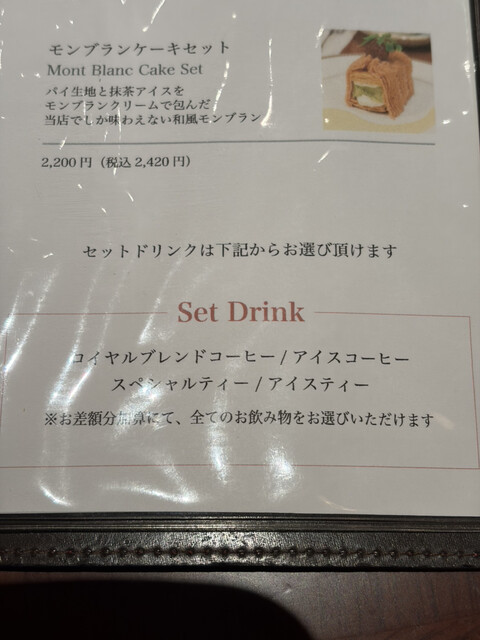 モンブランケーキセット
Mont Blanc Cake Set
パイ生地と抹茶アイスを
モンブランクリームで包んだ
当店でしか味わえない和風モンブラン
2,200円（税込2,420円）
セットドリンクは下記からお選び頂けます
Set Drink
ロイヤルブレンドコーヒー / アイスコーヒー
スペシャルティー / アイスティー
※お差額分加算にて、全てのお飲み物をお選びいただけます